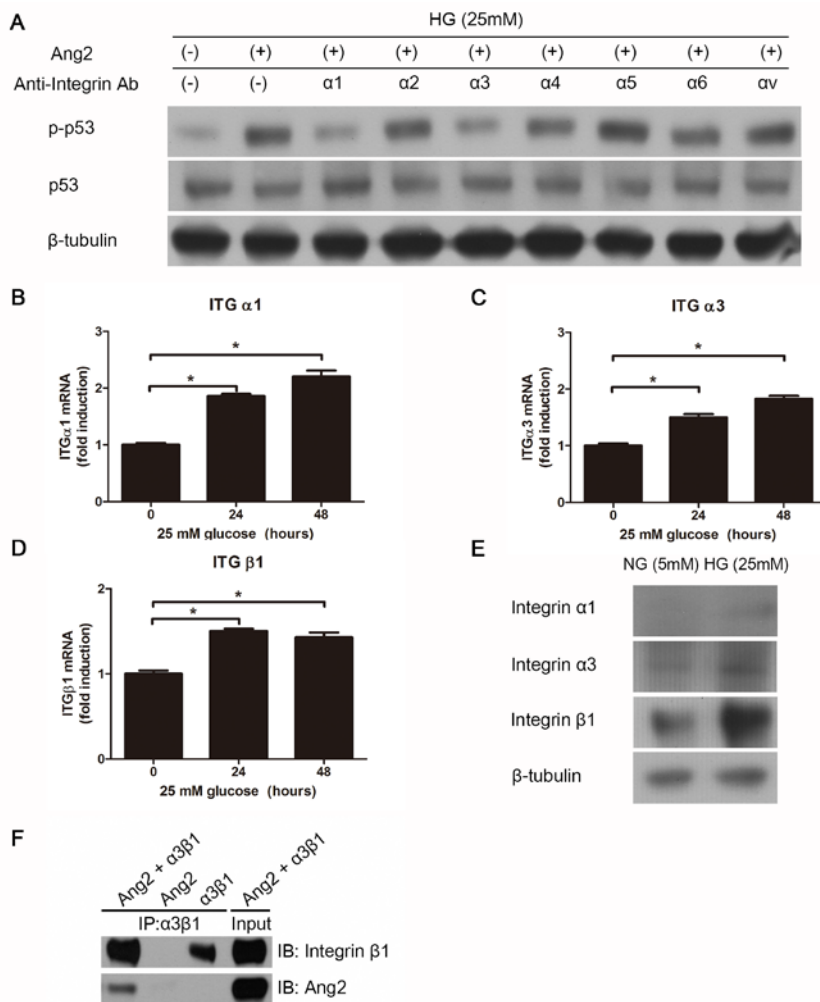 A
HG (25mM)
Ang2 (-) (+) (+) (+) (+) (+) (+) (+) (+)
Anti-Integrin Ab (-) (-) α1 α2 α3 α4 α5 α6 αv
p-p53
p53
β-tubulin
B
ITG α1
ITGα1 mRNA
(fold induction)
3
2
1
0
* *
0 24 48
25 mM glucose (hours)
C
ITG α3
ITGα3 mRNA
(fold induction)
3
2
1
0
* *
0 24 48
25 mM glucose (hours)
D
ITG β1
ITGβ1 mRNA
(fold induction)
2
1
0
* *
0 24 48
25 mM glucose (hours)
E
NG (5mM) HG (25mM)
Integrin α1
Integrin α3
Integrin β1
β-tubulin
F
Ang2 + α3β1
Ang2
α3β1
Ang2 + α3β1
IP:α3β1 Input
IB: Integrin β1
IB: Ang2